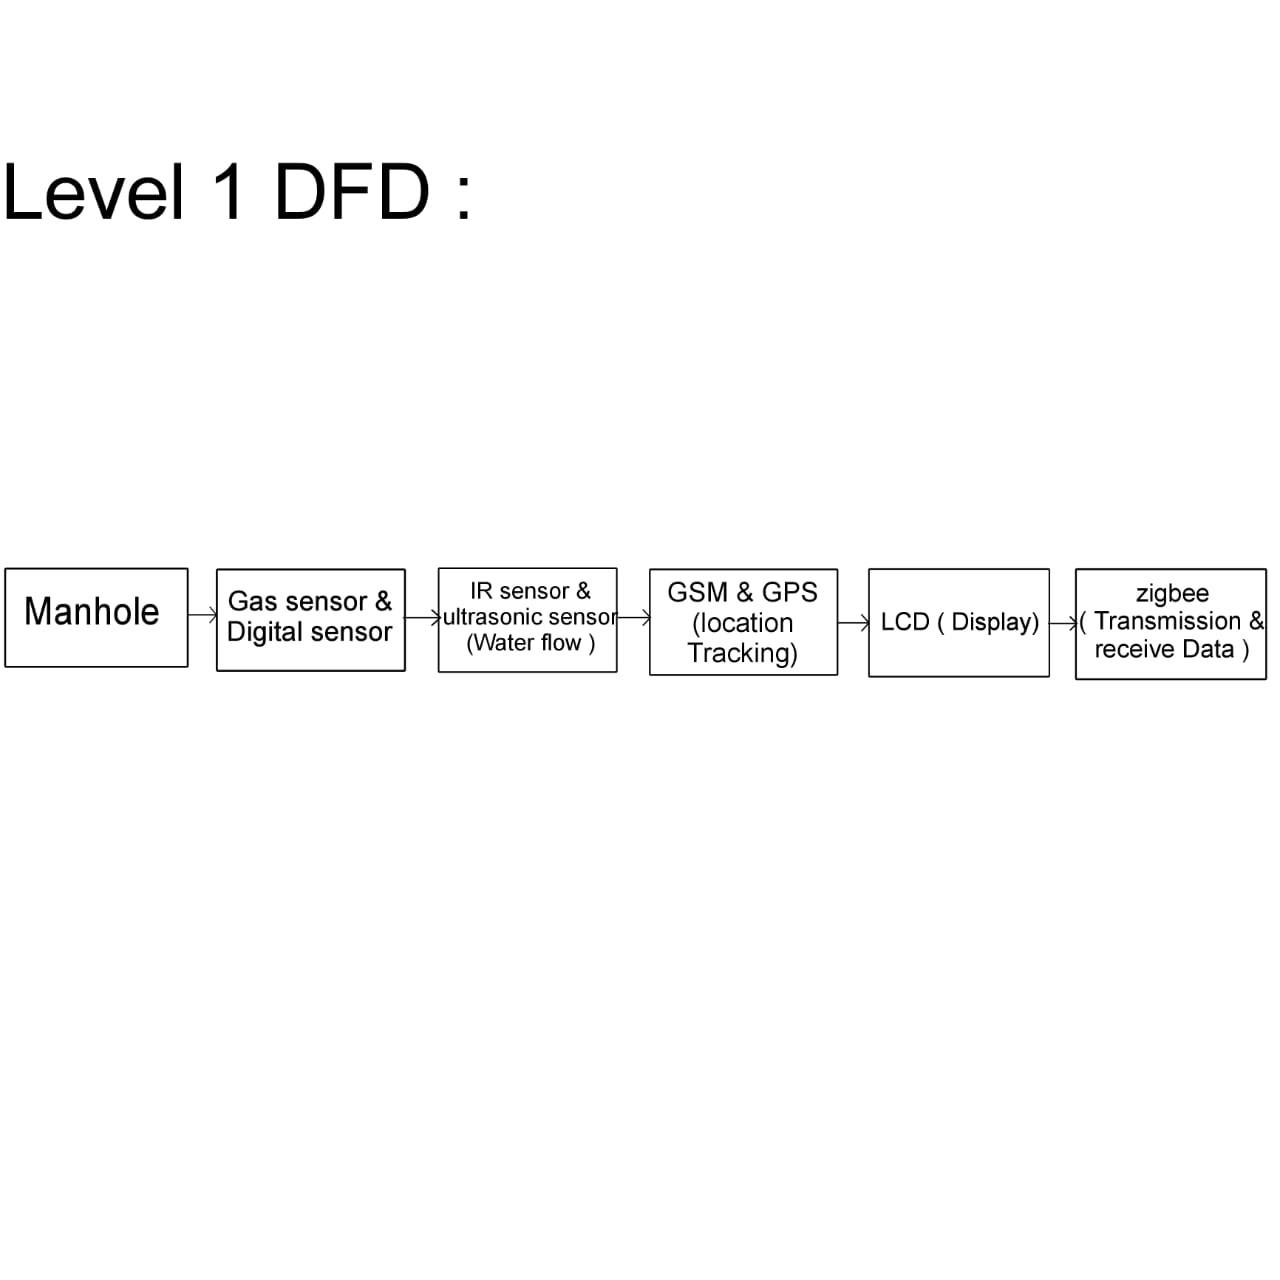 Level 1 DFD :
Manhole
Gas sensor &
Digital sensor
IR sensor &
ultrasonic sensor
(Water flow )
GSM & GPS
(location
Tracking)
LCD ( Display)
zigbee
( Transmission &
receive Data )